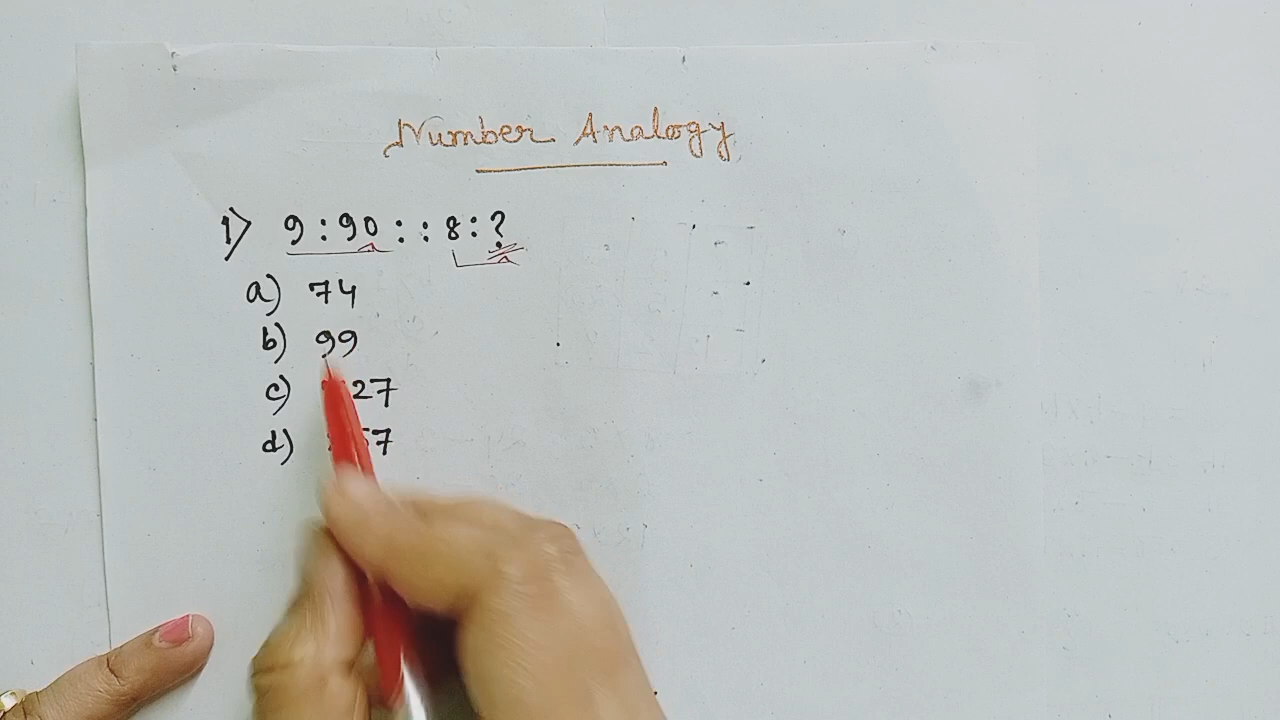 Number Analogy
1) 9 : 90 : : 8 : ?
a) 74
b) 99
c) 27
d) 7